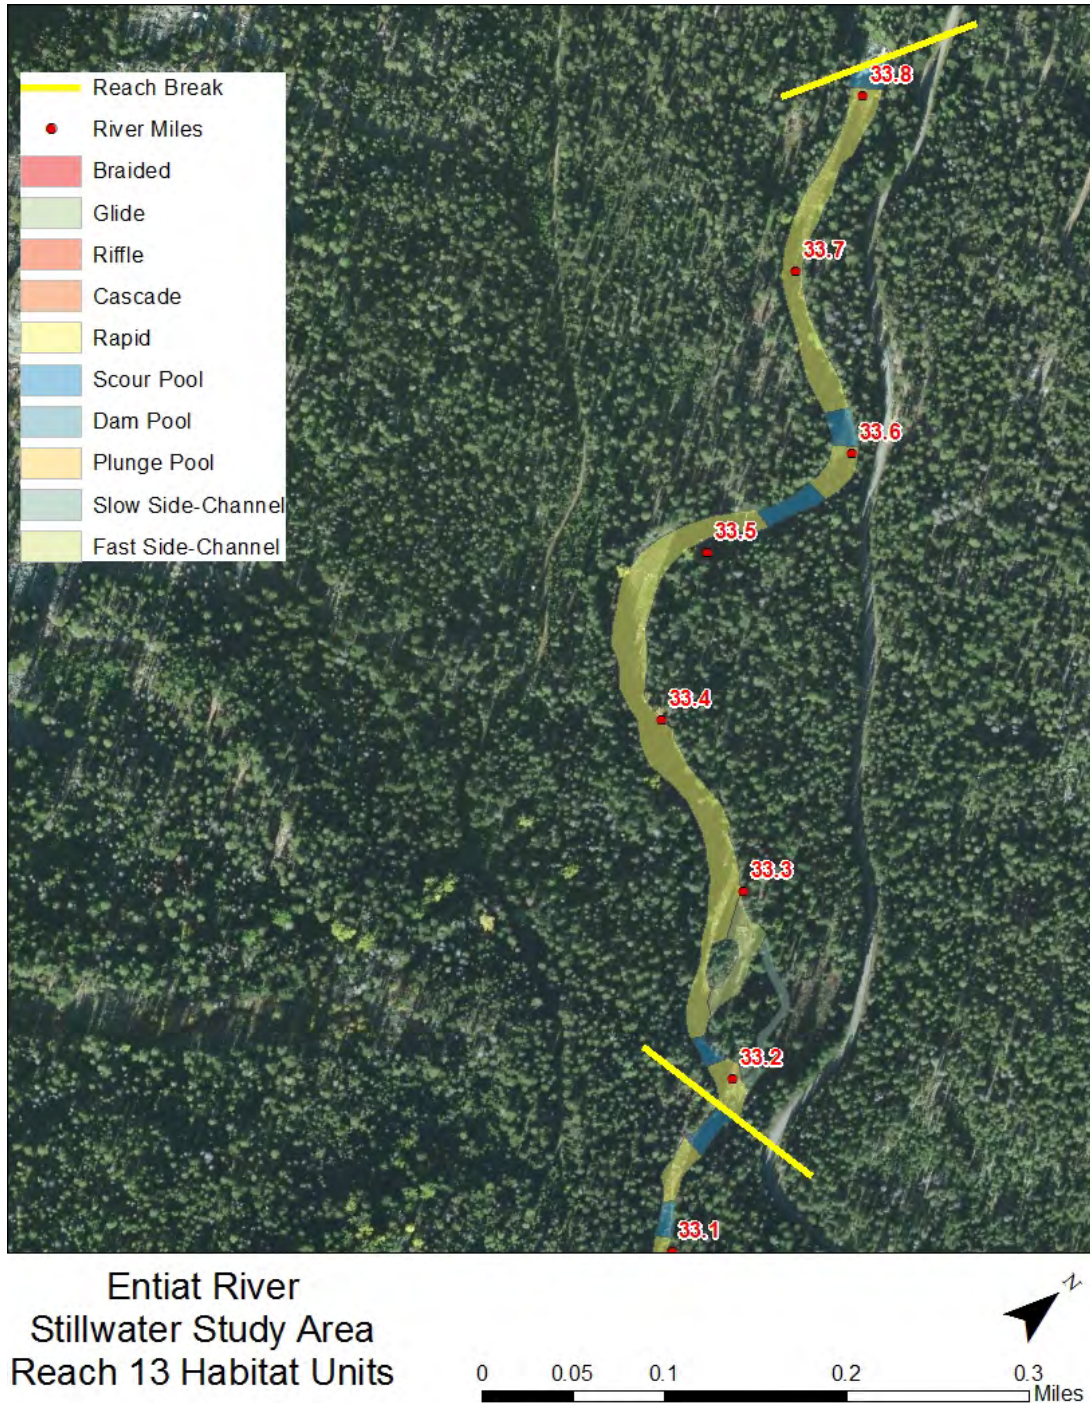 Reach Break
River Miles
Braided
Glide
Riffle
Cascade
Rapid
Scour Pool
Dam Pool
Plunge Pool
Slow Side-Channel
Fast Side-Channel
33.8
33.7
33.6
33.5
33.4
33.3
33.2
33.1
Entiat River
Stillwater Study Area
Reach 13 Habitat Units
N
0 0.05 0.1 0.2 0.3
Miles